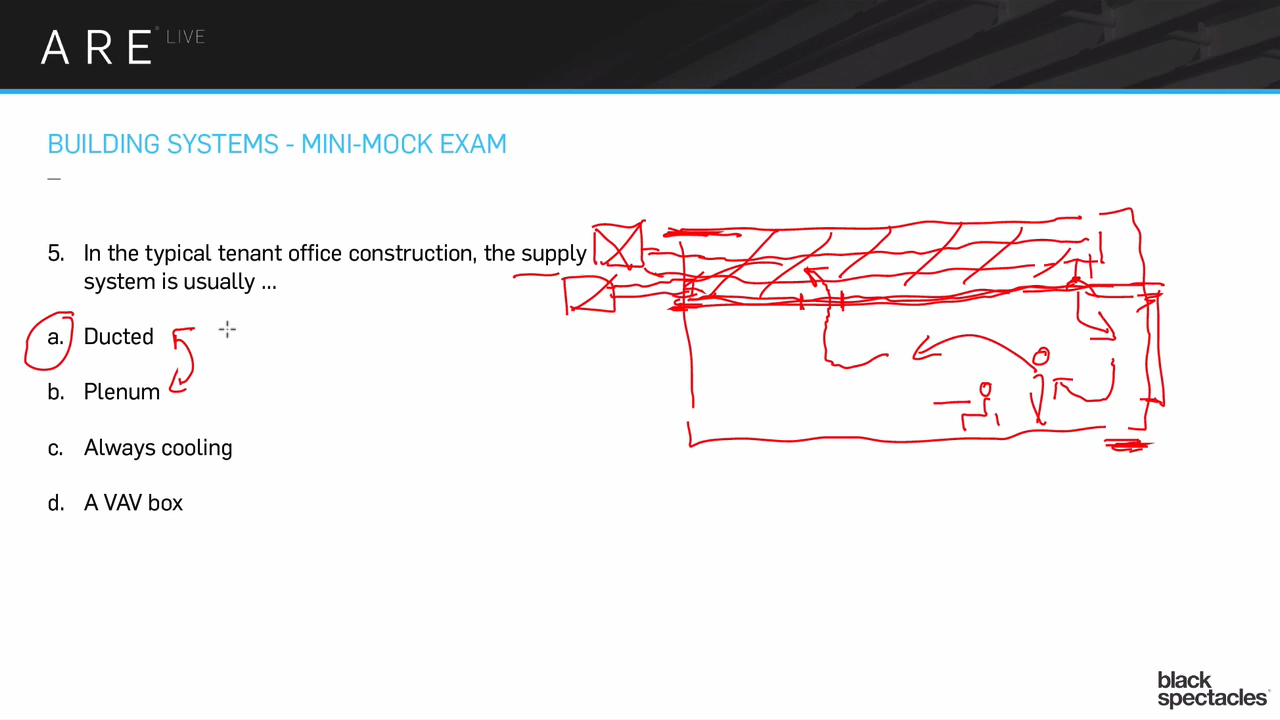 ARE® LIVE
BUILDING SYSTEMS - MINI-MOCK EXAM
5. In the typical tenant office construction, the supply
system is usually ...
a. Ducted
b. Plenum
c. Always cooling
d. A VAV box
black
spectacles